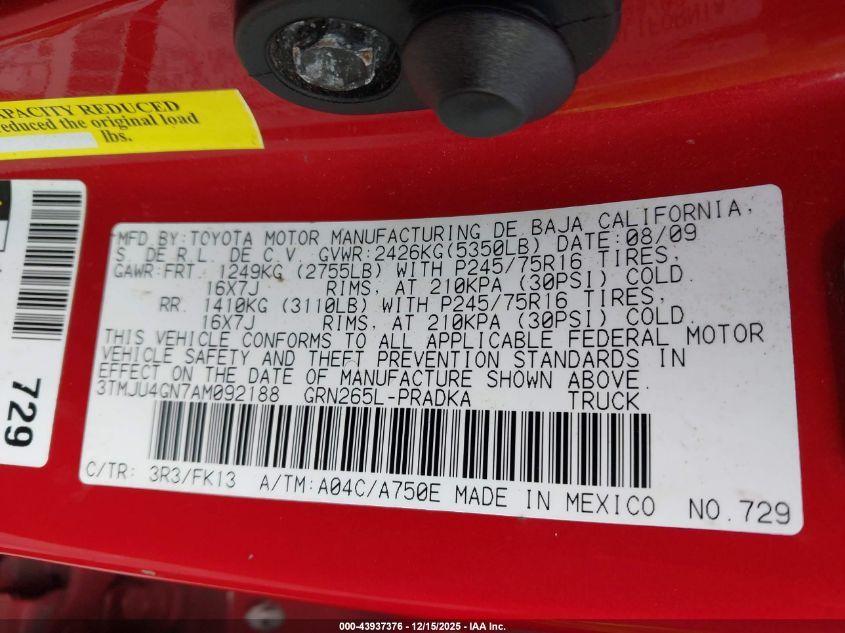 CAPACITY REDUCED
reduced the original load
lbs.
729
MFD BY:TOYOTA MOTOR MANUFACTURING DE BAJA CALIFORNIA,
S. DE R.L. DE C.V. GVWR:2426KG(5350LB) DATE:08/09
GAWR:FRT. 1249KG (2755LB) WITH P245/75R16 TIRES,
16X7J RIMS, AT 210KPA (30PSI) COLD.
RR. 1410KG (3110LB) WITH P245/75R16 TIRES,
16X7J RIMS, AT 210KPA (30PSI) COLD.
THIS VEHICLE CONFORMS TO ALL APPLICABLE FEDERAL MOTOR
VEHICLE SAFETY AND THEFT PREVENTION STANDARDS IN
EFFECT ON THE DATE OF MANUFACTURE SHOWN ABOVE.
3TMJU4GN7AM092188 GRN265L-PRADKA TRUCK
C/TR: 3R3/FK13 A/TM:A04C/A750E MADE IN MEXICO NO.729
000-43937376 - 12/15/2025 - IAA Inc.